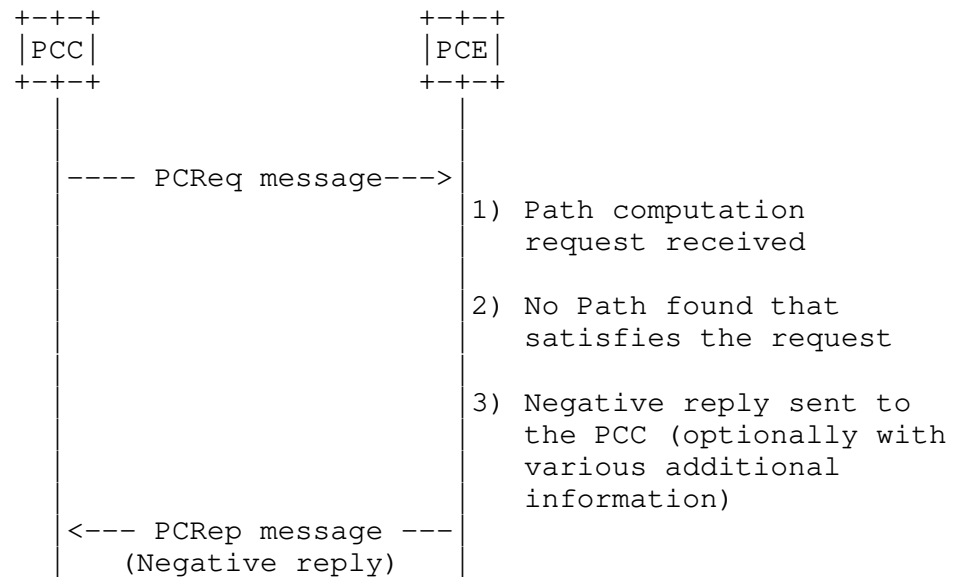 +-+-+                +-+-+
|PCC|                |PCE|
+-+-+                +-+-+
---- PCReq message--->
1) Path computation
request received
2) No Path found that
satisfies the request
3) Negative reply sent to
the PCC (optionally with
various additional
information)
<--- PCRep message ---
(Negative reply)